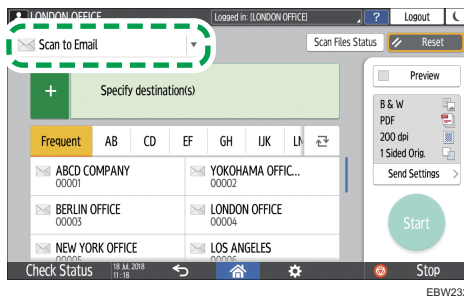 LONDON OFFICE
Logged in: [LONDON OFFICE]
?
Logout
Scan to Email
Scan Files Status
Reset
+
Specify destination(s)
Preview
B & W
PDF
200 dpi
1 Sided Orig.
Send Settings
Frequent
AB
CD
EF
GH
IJK
ABCD COMPANY
00001
YOKOHAMA OFFIC...
00002
BERLIN OFFICE
00003
LONDON OFFICE
00004
NEW YORK OFFICE
00005
LOS ANGELES
Start
Check Status
18 Jul. 2018
11 : 18
Stop